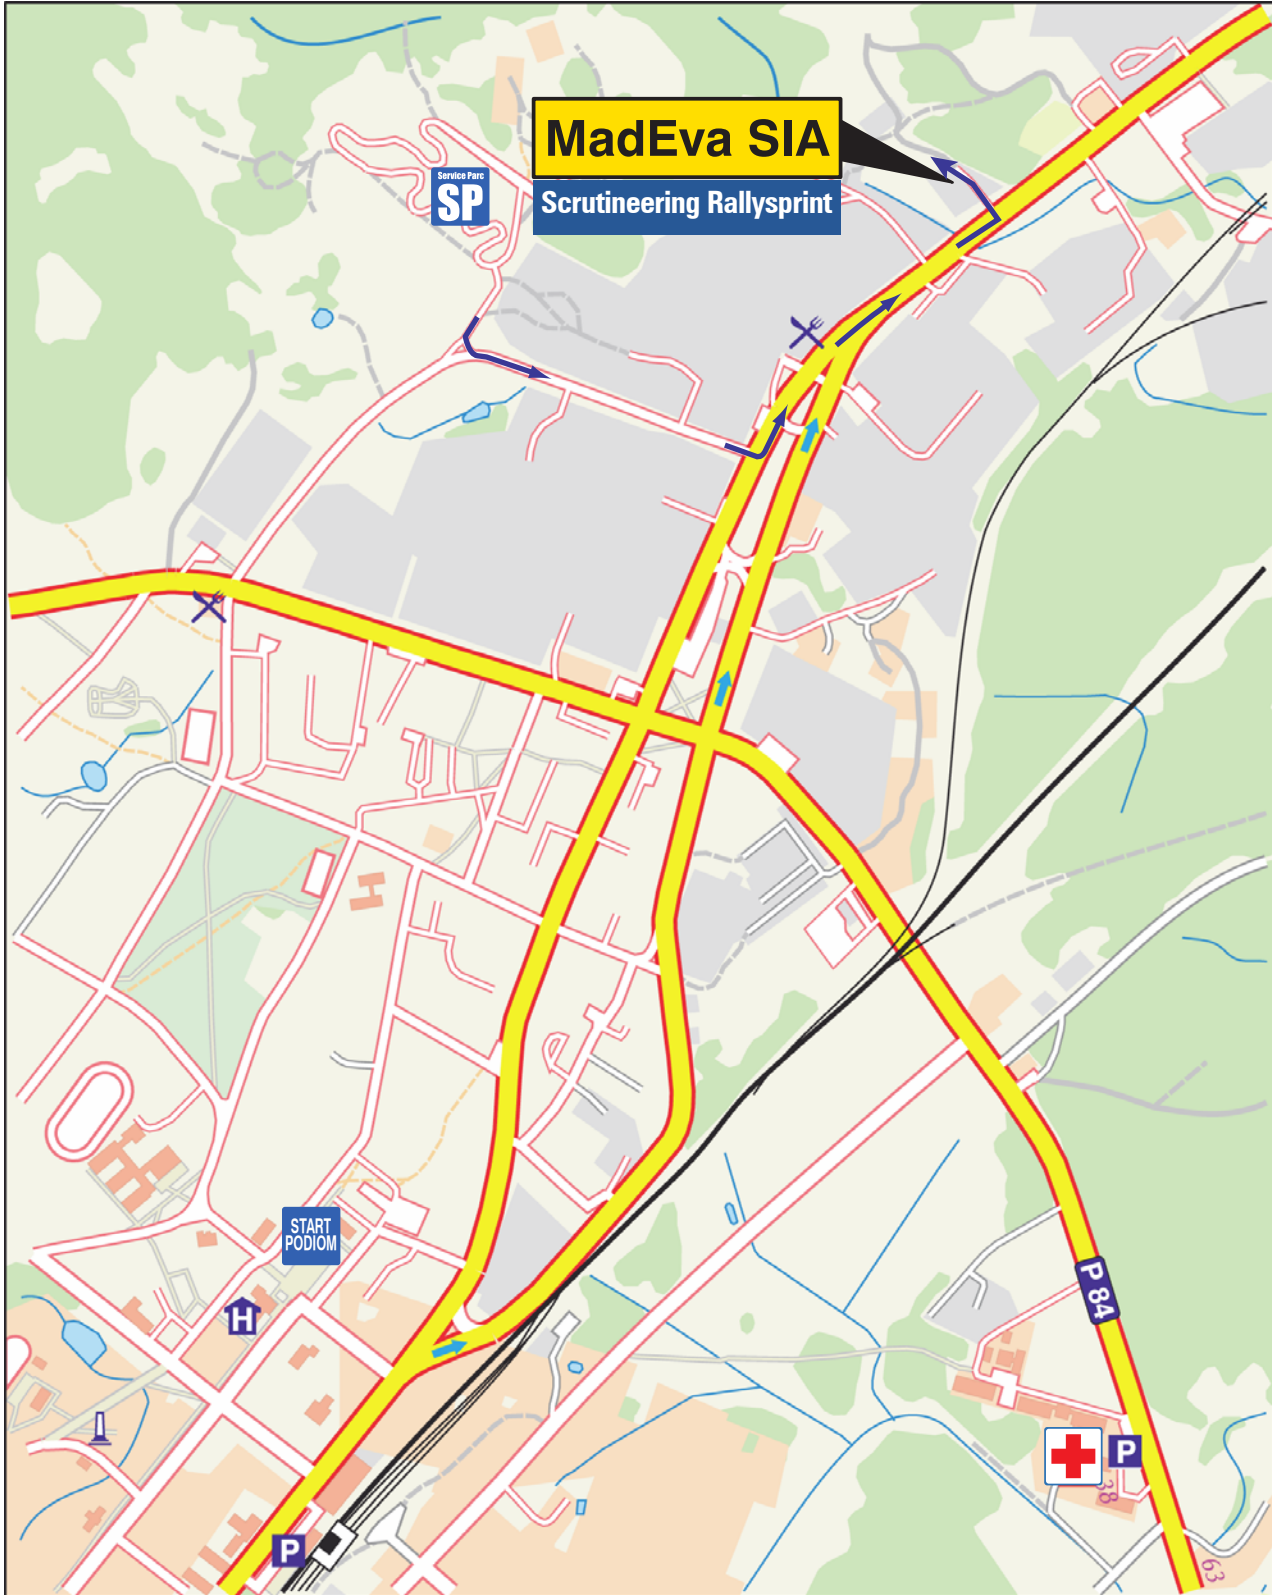 MadEva SIA
Service Parc
SP
Scrutineering Rallysprint
START
PODIOM
H
P 84
P
38
P
63